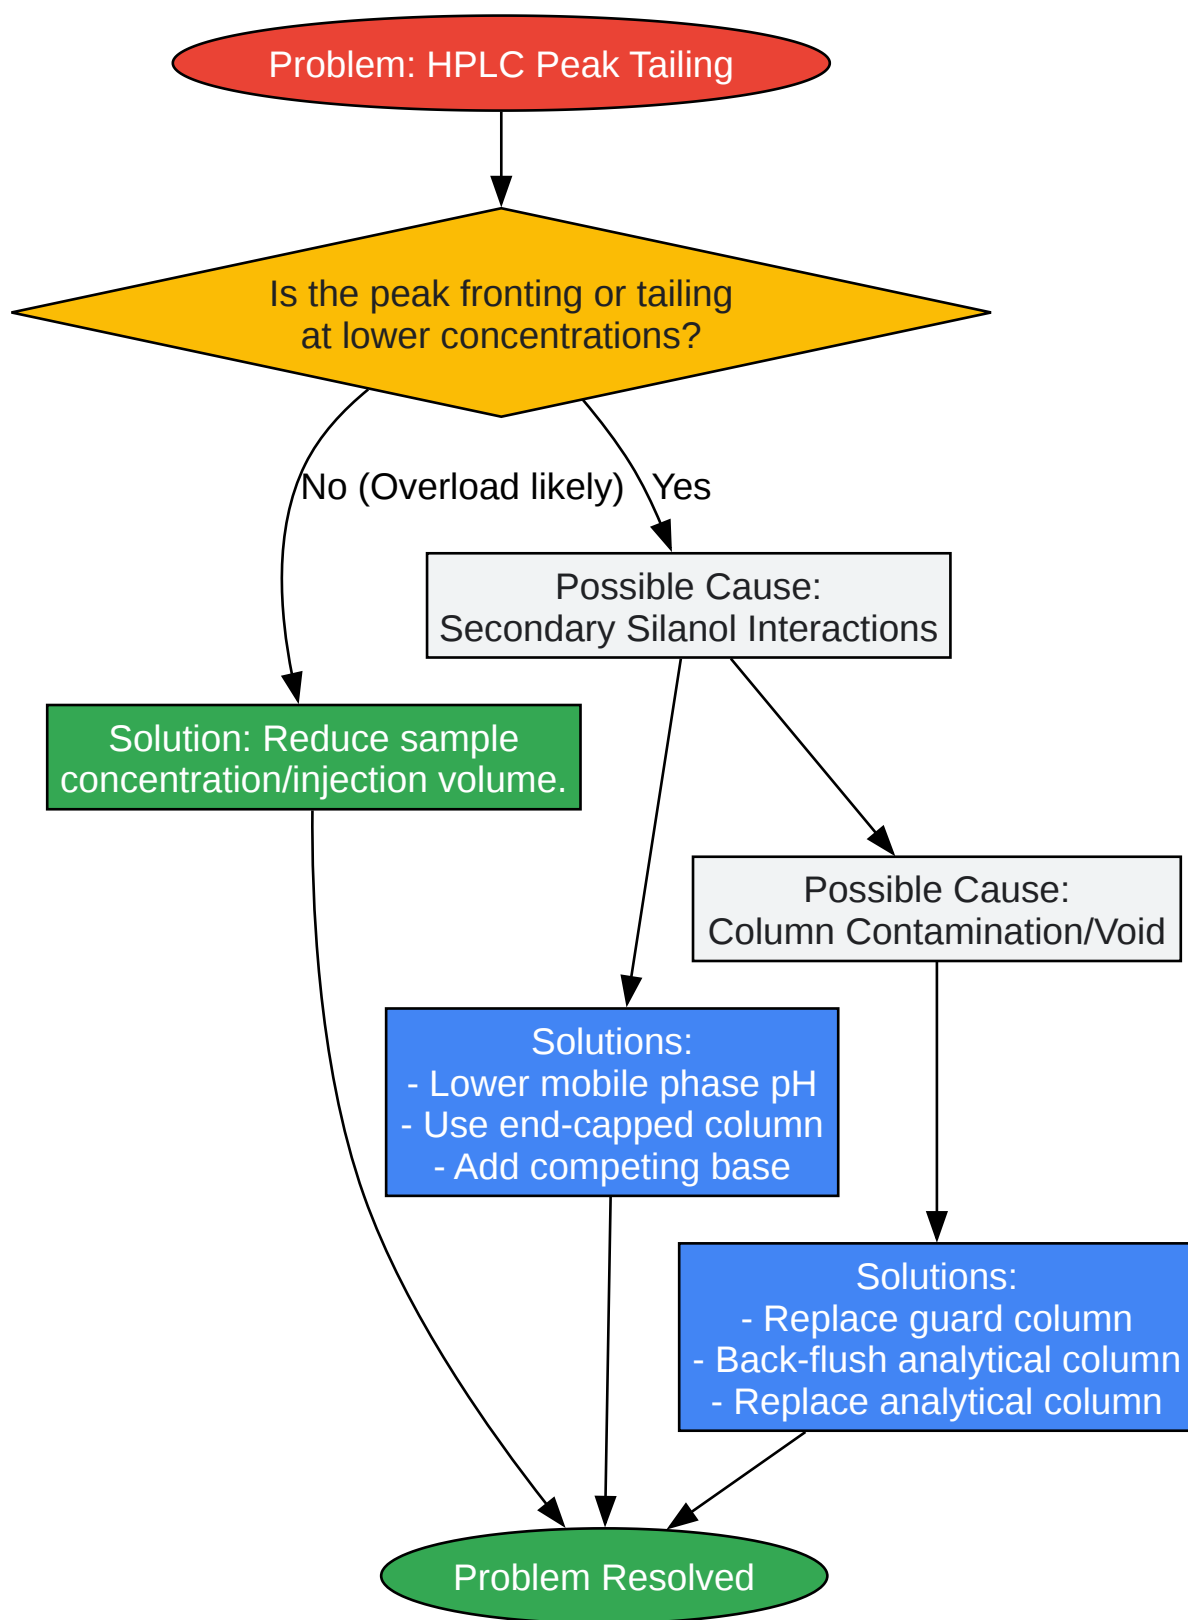 Problem: HPLC Peak Tailing
Is the peak fronting or tailing
at lower concentrations?
No (Overload likely)
Yes
Possible Cause:
Secondary Silanol Interactions
Solution: Reduce sample
concentration/injection volume.
Possible Cause:
Column Contamination/Void
Solutions:
- Lower mobile phase pH
- Use end-capped column
- Add competing base
Solutions:
- Replace guard column
- Back-flush analytical column
- Replace analytical column
Problem Resolved